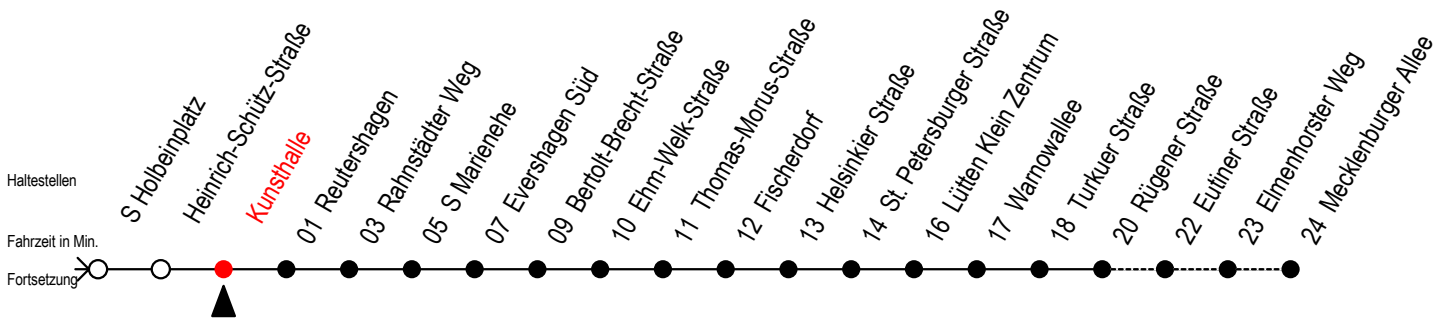 Haltestellen
Fahrzeit in Min.
Fortsetzung
S Holbeinplatz
Heinrich-Schütz-Straße
Kunsthalle
01 Reutershagen
03 Rahnstädter Weg
05 S Marienehe
07 Evershagen Süd
09 Bertolt-Brecht-Straße
10 Ehm-Welk-Straße
11 Thomas-Morus-Straße
12 Fischerdorf
13 Helsinkier Straße
14 St. Petersburger Straße
16 Lütten Klein Zentrum
17 Warnowallee
18 Turkuer Straße
20 Rügener Straße
22 Eutiner Straße
23 Elmenhorster Weg
24 Mecklenburger Allee